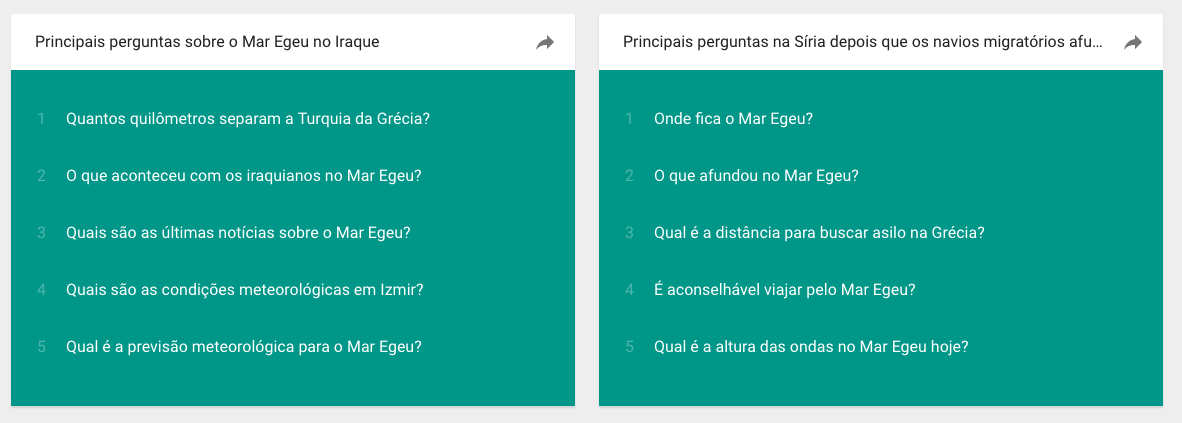 Principais perguntas sobre o Mar Egeu no Iraque
1 Quantos quilômetros separam a Turquia da Grécia?
2 O que aconteceu com os iraquianos no Mar Egeu?
3 Quais são as últimas notícias sobre o Mar Egeu?
4 Quais são as condições meteorológicas em Izmir?
5 Qual é a previsão meteorológica para o Mar Egeu?
Principais perguntas na Síria depois que os navios migratórios afu...
1 Onde fica o Mar Egeu?
2 O que afundou no Mar Egeu?
3 Qual é a distância para buscar asilo na Grécia?
4 É aconselhável viajar pelo Mar Egeu?
5 Qual é a altura das ondas no Mar Egeu hoje?